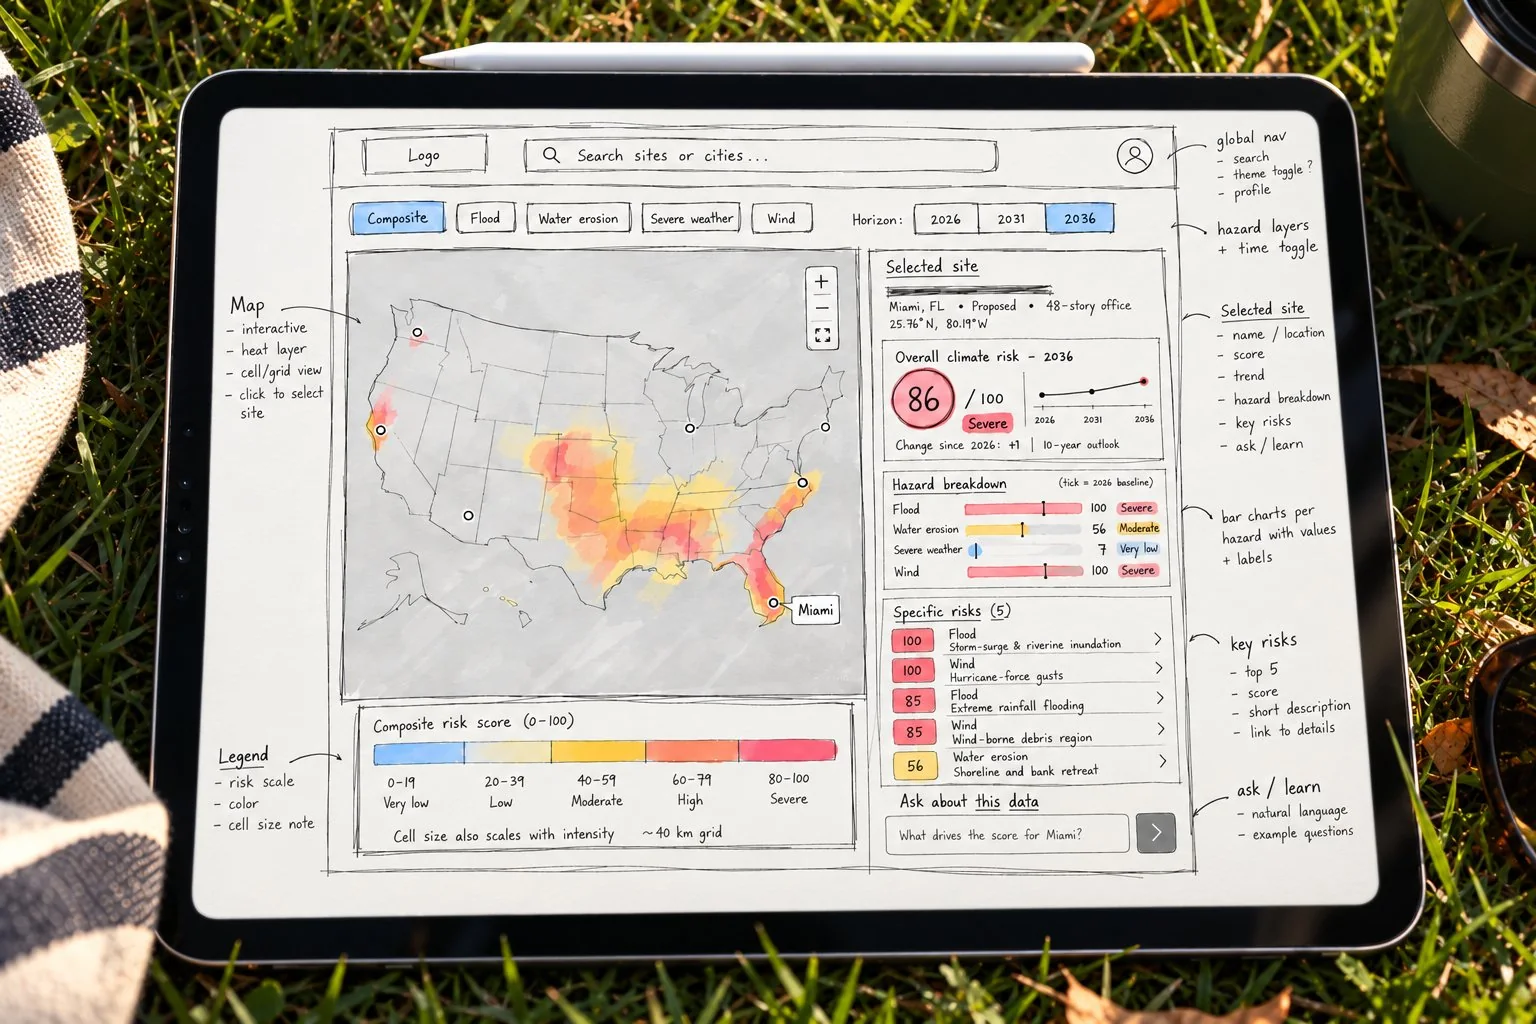 Logo
Search sites or cities...
global nav
- search
- theme toggle?
- profile
Composite
Flood
Water erosion
Severe weather
Wind
Horizon:
2026
2031
2036
hazard layers
+ time toggle
Map
- interactive
- heat layer
- cell/grid view
- click to select
site
+
−
Miami
Selected site
Miami, FL • Proposed • 48-story office
25.76°N, 80.19°W
Overall climate risk - 2036
86
/ 100
Severe
2026
2031
2036
Change since 2026: +1 | 10-year outlook
Hazard breakdown
(tick = 2026 baseline)
Flood 100 Severe
Water erosion 56 Moderate
Severe weather 7 Very low
Wind 100 Severe
Specific risks (5)
100 Flood
Storm-surge & riverine inundation
100 Wind
Hurricane-force gusts
85 Flood
Extreme rainfall flooding
85 Wind
Wind-borne debris region
56 Water erosion
Shoreline and bank retreat
Ask about this data
What drives the score for Miami?
Selected site
- name / location
- score
- trend
- hazard breakdown
- key risks
- ask / learn
bar charts per
hazard with values
+ labels
key risks
- top 5
- score
- short description
- link to details
ask / learn
- natural language
- example questions
Legend
- risk scale
- color
- cell size note
Composite risk score (0-100)
0-19
Very low
20-39
Low
40-59
Moderate
60-79
High
80-100
Severe
Cell size also scales with intensity ~40 km grid